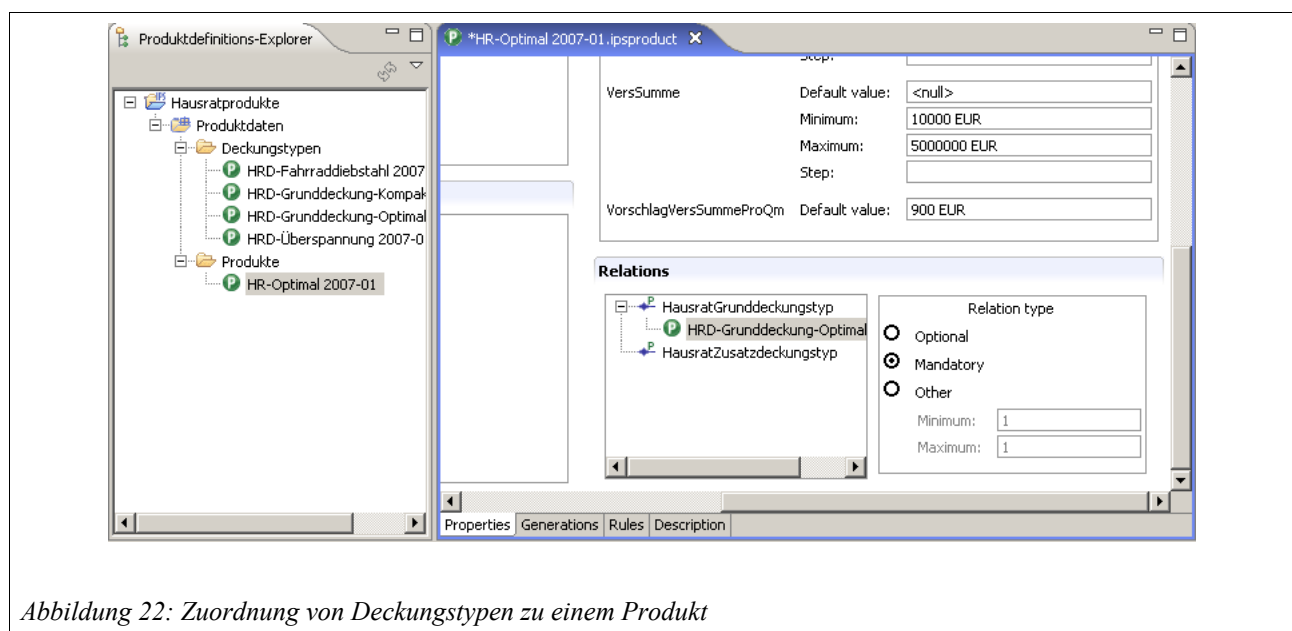 Produktdefinitions-Explorer
*HR-Optimal 2007-01.ipsproduct
Hausratprodukte
Produktdaten
Deckungstypen
HRD-Fahrraddiebstahl 2007
HRD-Grunddeckung-Kompak
HRD-Grunddeckung-Optimal
HRD-Überspannung 2007-0
Produkte
HR-Optimal 2007-01
Step:
VersSumme Default value: <null>
Minimum: 10000 EUR
Maximum: 5000000 EUR
Step:
VorschlagVersSummeProQm Default value: 900 EUR
Relations
HausratGrunddeckungstyp
HRD-Grunddeckung-Optimal
HausratZusatzdeckungstyp
Relation type
Optional
Mandatory
Other
Minimum: 1
Maximum: 1
Properties Generations Rules Description
Abbildung 22: Zuordnung von Deckungstypen zu einem Produkt